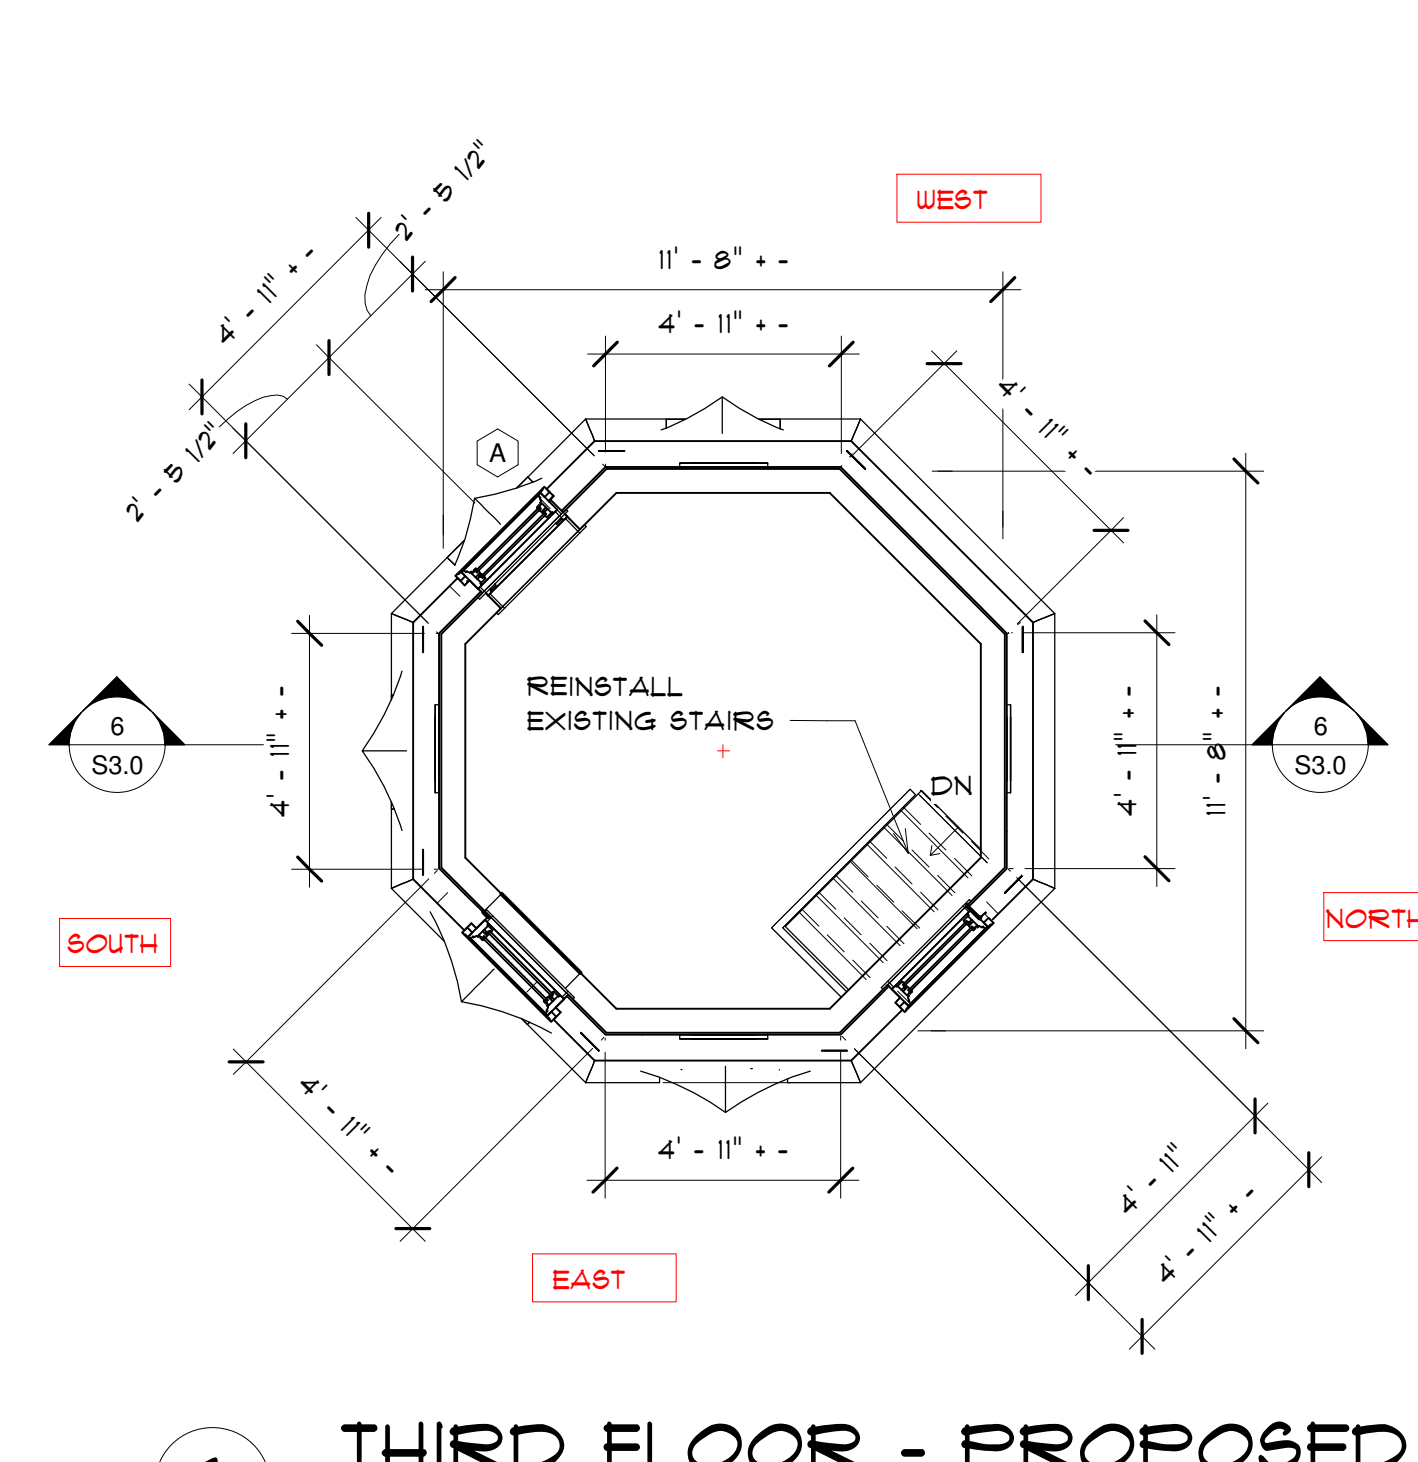 2' - 5 1/2"
WEST
4' - 11" + -
11' - 8" + -
4' - 11" + -
4' - 11" + -
2' - 5 1/2"
A
REINSTALL
EXISTING STAIRS
DN
6
S3.0
4' - 11" + -
4' - 11" + -
11' - 8" + -
6
S3.0
SOUTH
NORTH
4' - 11" + -
4' - 11" + -
4' - 11"
4' - 11" + -
EAST
THIRD FLOOR - PROPOSED